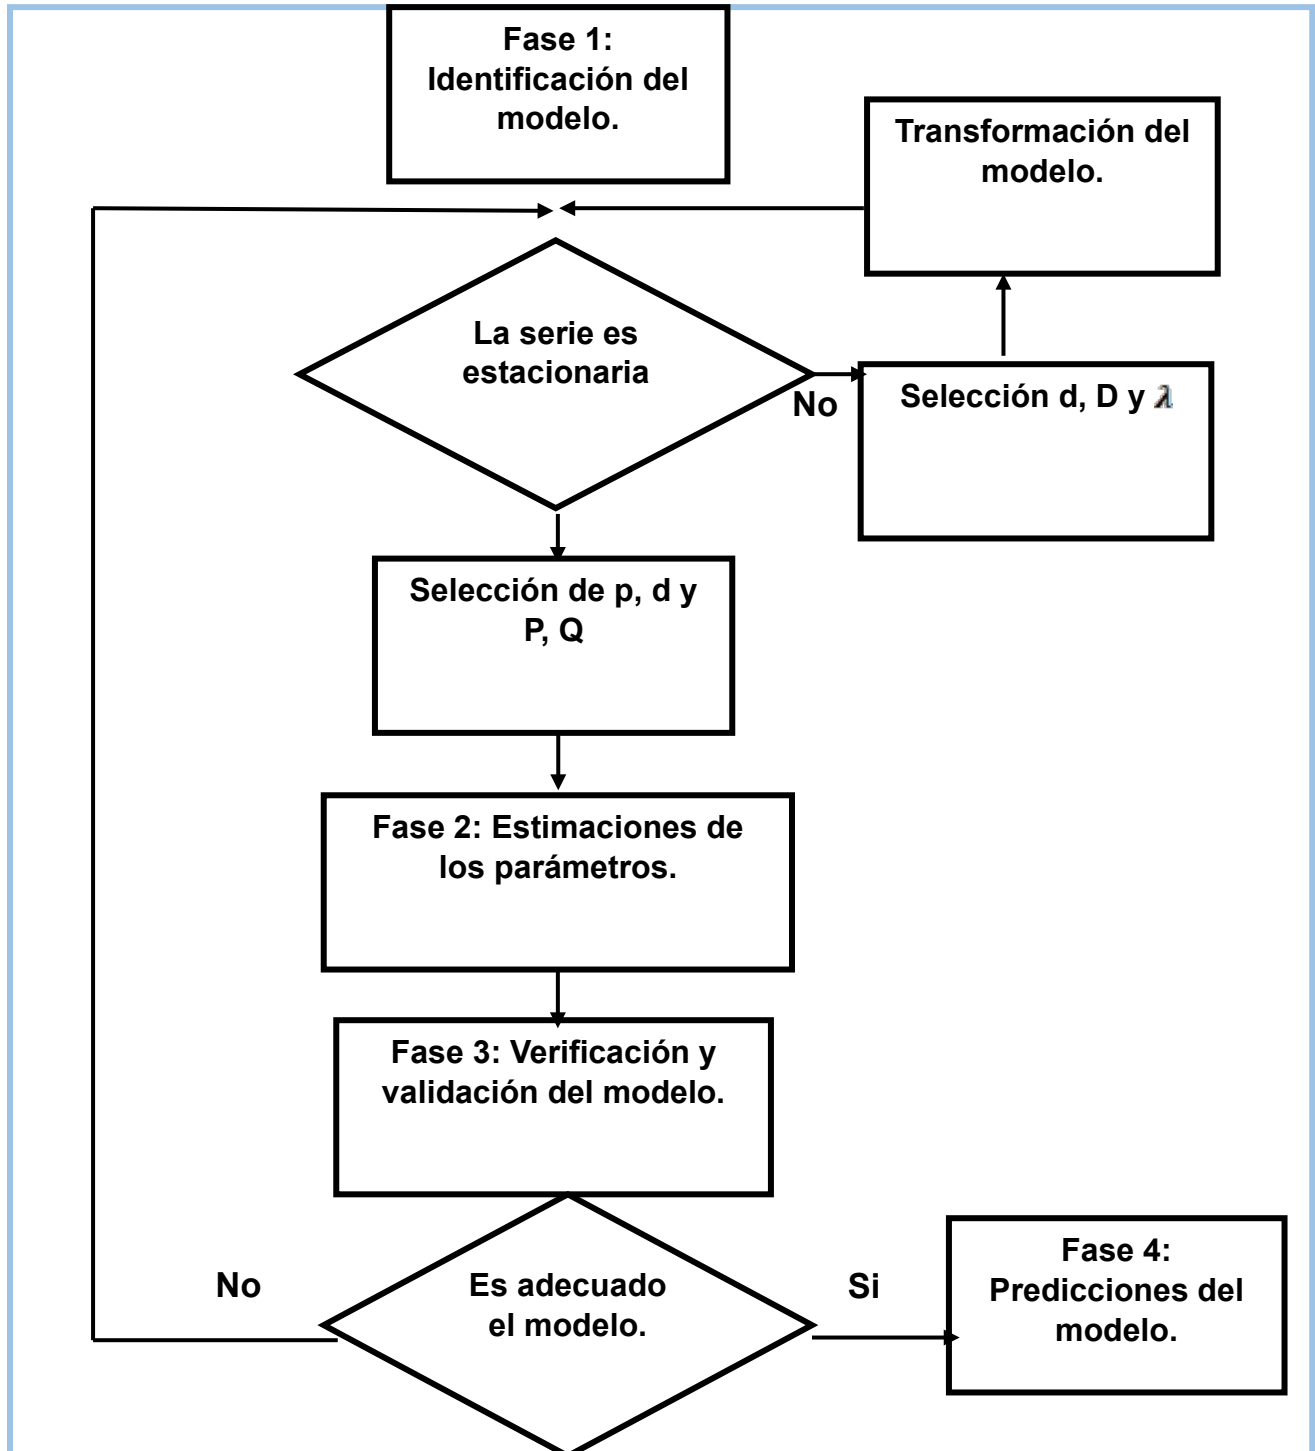 Fase 1:
Identificación del
modelo.
Transformación del
modelo.
La serie es
estacionaria
No
Selección d, D y λ
Selección de p, d y
P, Q
Fase 2: Estimaciones de
los parámetros.
Fase 3: Verificación y
validación del modelo.
No
Es adecuado
el modelo.
Si
Fase 4:
Predicciones del
modelo.